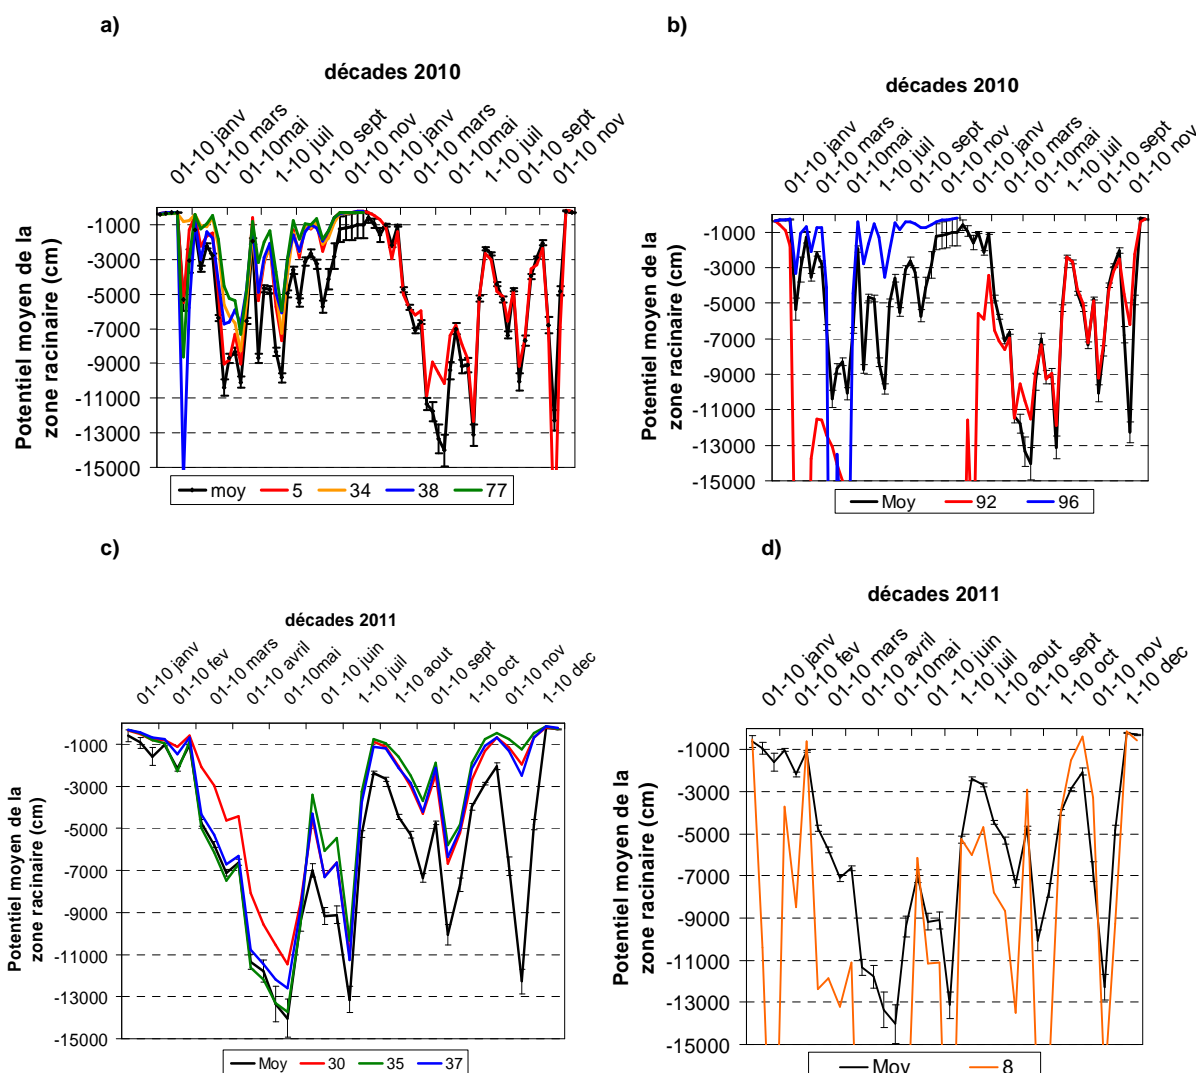 a)
décades 2010
01-10 janv
01-10 mars
01-10mai
1-10 juil
01-10 sept
01-10 nov
01-10 janv
01-10 mars
01-10mai
1-10 juil
01-10 sept
01-10 nov
Potentiel moyen de la
zone racinaire (cm)
-1000
-3000
-5000
-7000
-9000
-11000
-13000
-15000
moy 5 34 38 77
b)
décades 2010
01-10 janv
01-10 mars
01-10mai
1-10 juil
01-10 sept
01-10 nov
01-10 janv
01-10 mars
01-10mai
1-10 juil
01-10 sept
01-10 nov
Potentiel moyen de la
zone racinaire (cm)
-1000
-3000
-5000
-7000
-9000
-11000
-13000
-15000
Moy 92 96
c)
décades 2011
01-10 janv
01-10 fev
01-10 mars
01-10 avril
01-10mai
01-10 juin
1-10 juil
1-10 aout
01-10 sept
1-10 oct
01-10 nov
1-10 dec
Potentiel moyen de la
zone racinaire (cm)
-1000
-3000
-5000
-7000
-9000
-11000
-13000
-15000
Moy 30 35 37
d)
décades 2011
01-10 janv
01-10 fev
01-10 mars
01-10 avril
01-10mai
01 -10 juin
1-10 juil
1-10 aout
01-10 sept
1-10 oct
01-10 nov
1-10 dec
Potentiel moyen de la
zone racinaire (cm)
-1000
-3000
-5000
-7000
-9000
-11000
-13000
-15000
Moy 8